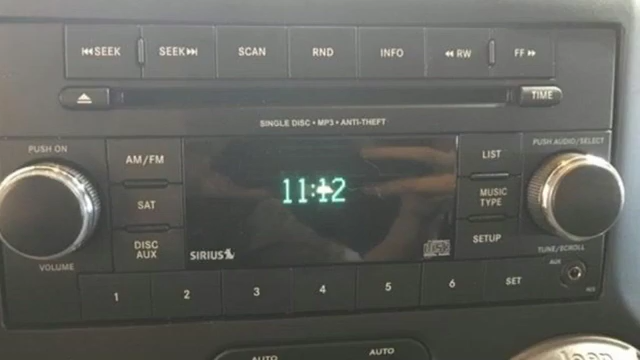 SEEK
SEEK
SCAN
RND
INFO
RW
FF
TIME
SINGLE DISC • MP3 • ANTI-THEFT
PUSH ON
VOLUME
AM/FM
SAT
DISC
AUX
11:12
SIRIUS
LIST
MUSIC
TYPE
SETUP
PUSH AUDIO/SELECT
TUNE/SCROLL
AUX
1
2
3
4
5
6
SET
AUTO
AUTO